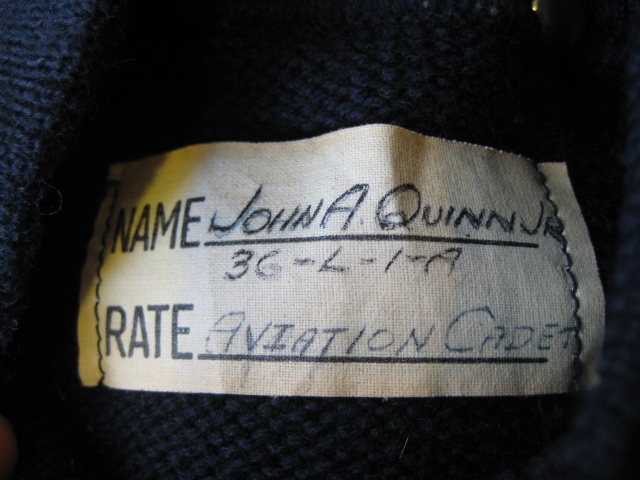 NAME JOHN A. QUINN JR
36-L-1-A
RATE AVIATION CADET